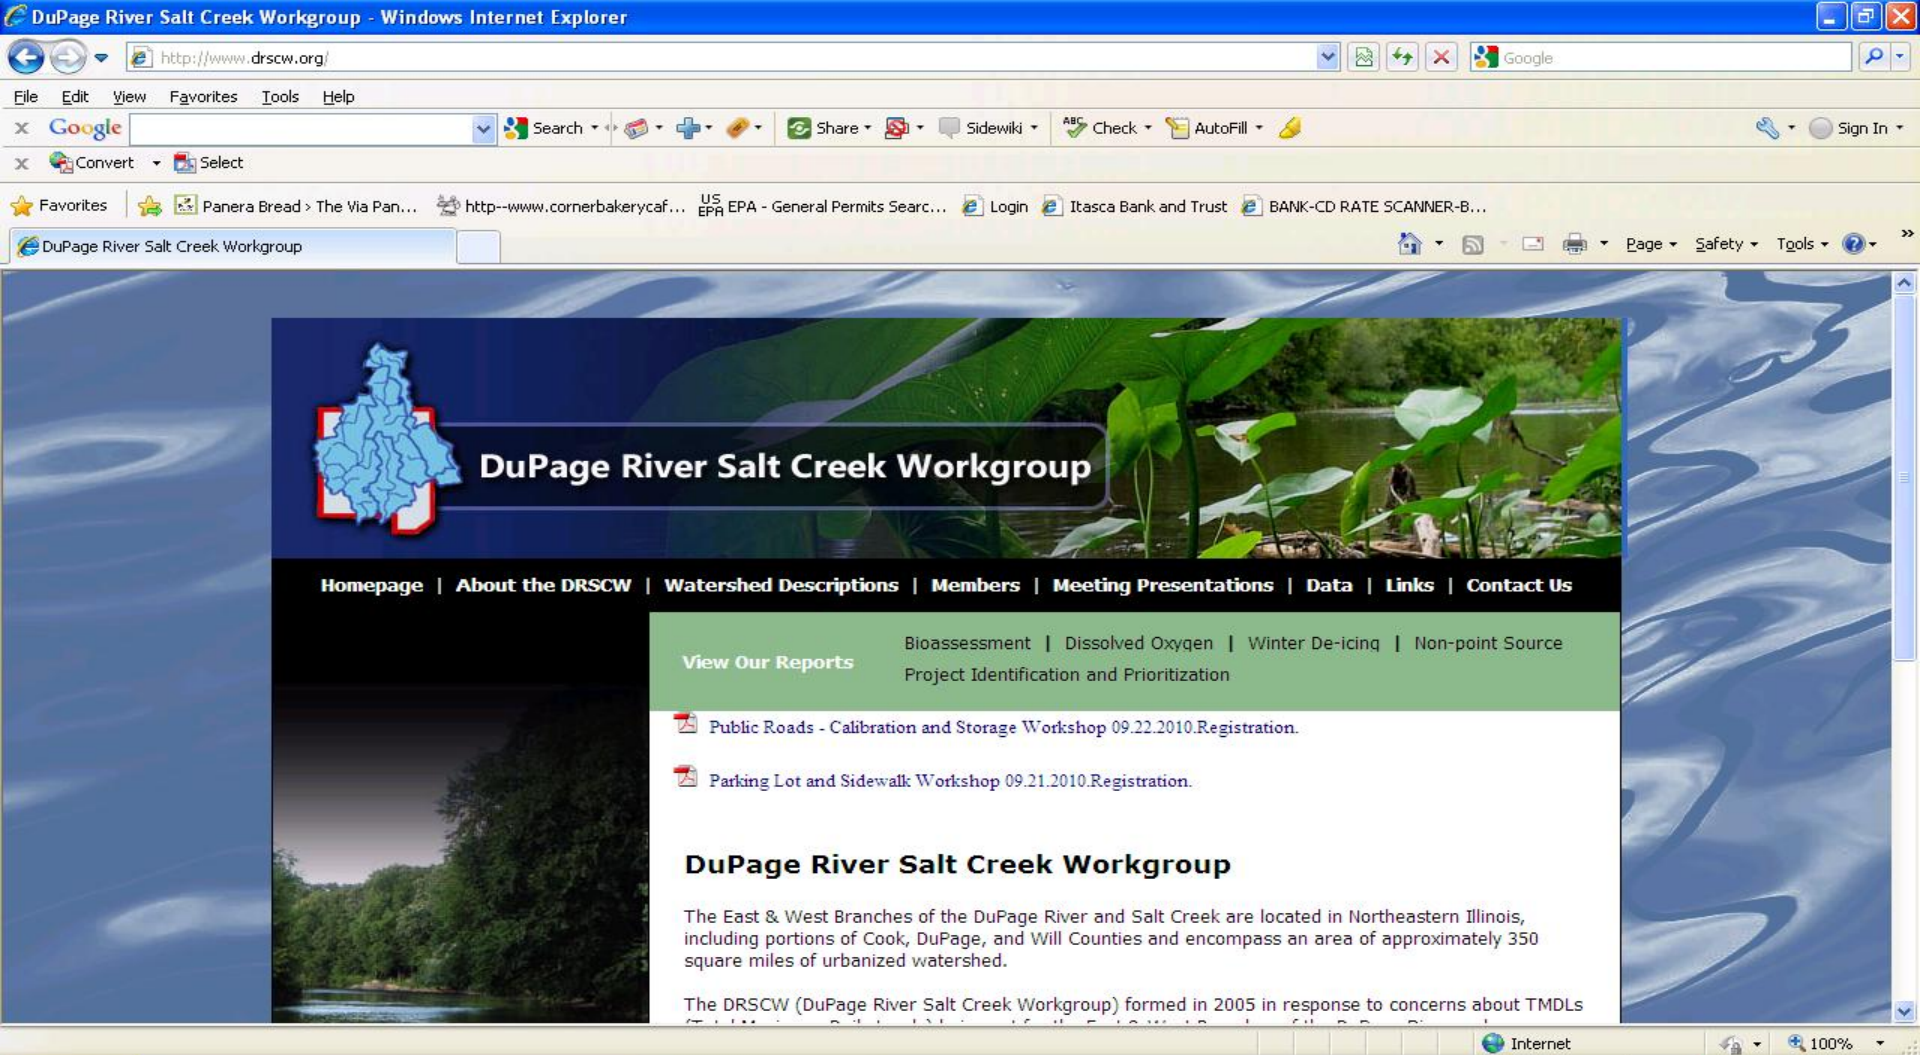 DuPage River Salt Creek Workgroup - Windows Internet Explorer
http://www.drscw.org/
Google
File Edit View Favorites Tools Help
x Google Search Share Sidewiki Check AutoFill Sign In
x Convert Select
Favorites Panera Bread > The Via Pan... http--www.cornerbakerycaf... US EPA EPA - General Permits Searc... Login Itasca Bank and Trust BANK-CD RATE SCANNER-B...
DuPage River Salt Creek Workgroup Page Safety Tools »
DuPage River Salt Creek Workgroup
Homepage | About the DRSCW | Watershed Descriptions | Members | Meeting Presentations | Data | Links | Contact Us
View Our Reports
Bioassessment | Dissolved Oxygen | Winter De-icing | Non-point Source
Project Identification and Prioritization
Public Roads - Calibration and Storage Workshop 09.22.2010.Registration.
Parking Lot and Sidewalk Workshop 09.21.2010.Registration.
DuPage River Salt Creek Workgroup
The East & West Branches of the DuPage River and Salt Creek are located in Northeastern Illinois,
including portions of Cook, DuPage, and Will Counties and encompass an area of approximately 350
square miles of urbanized watershed.
The DRSCW (DuPage River Salt Creek Workgroup) formed in 2005 in response to concerns about TMDLs
Internet 100%